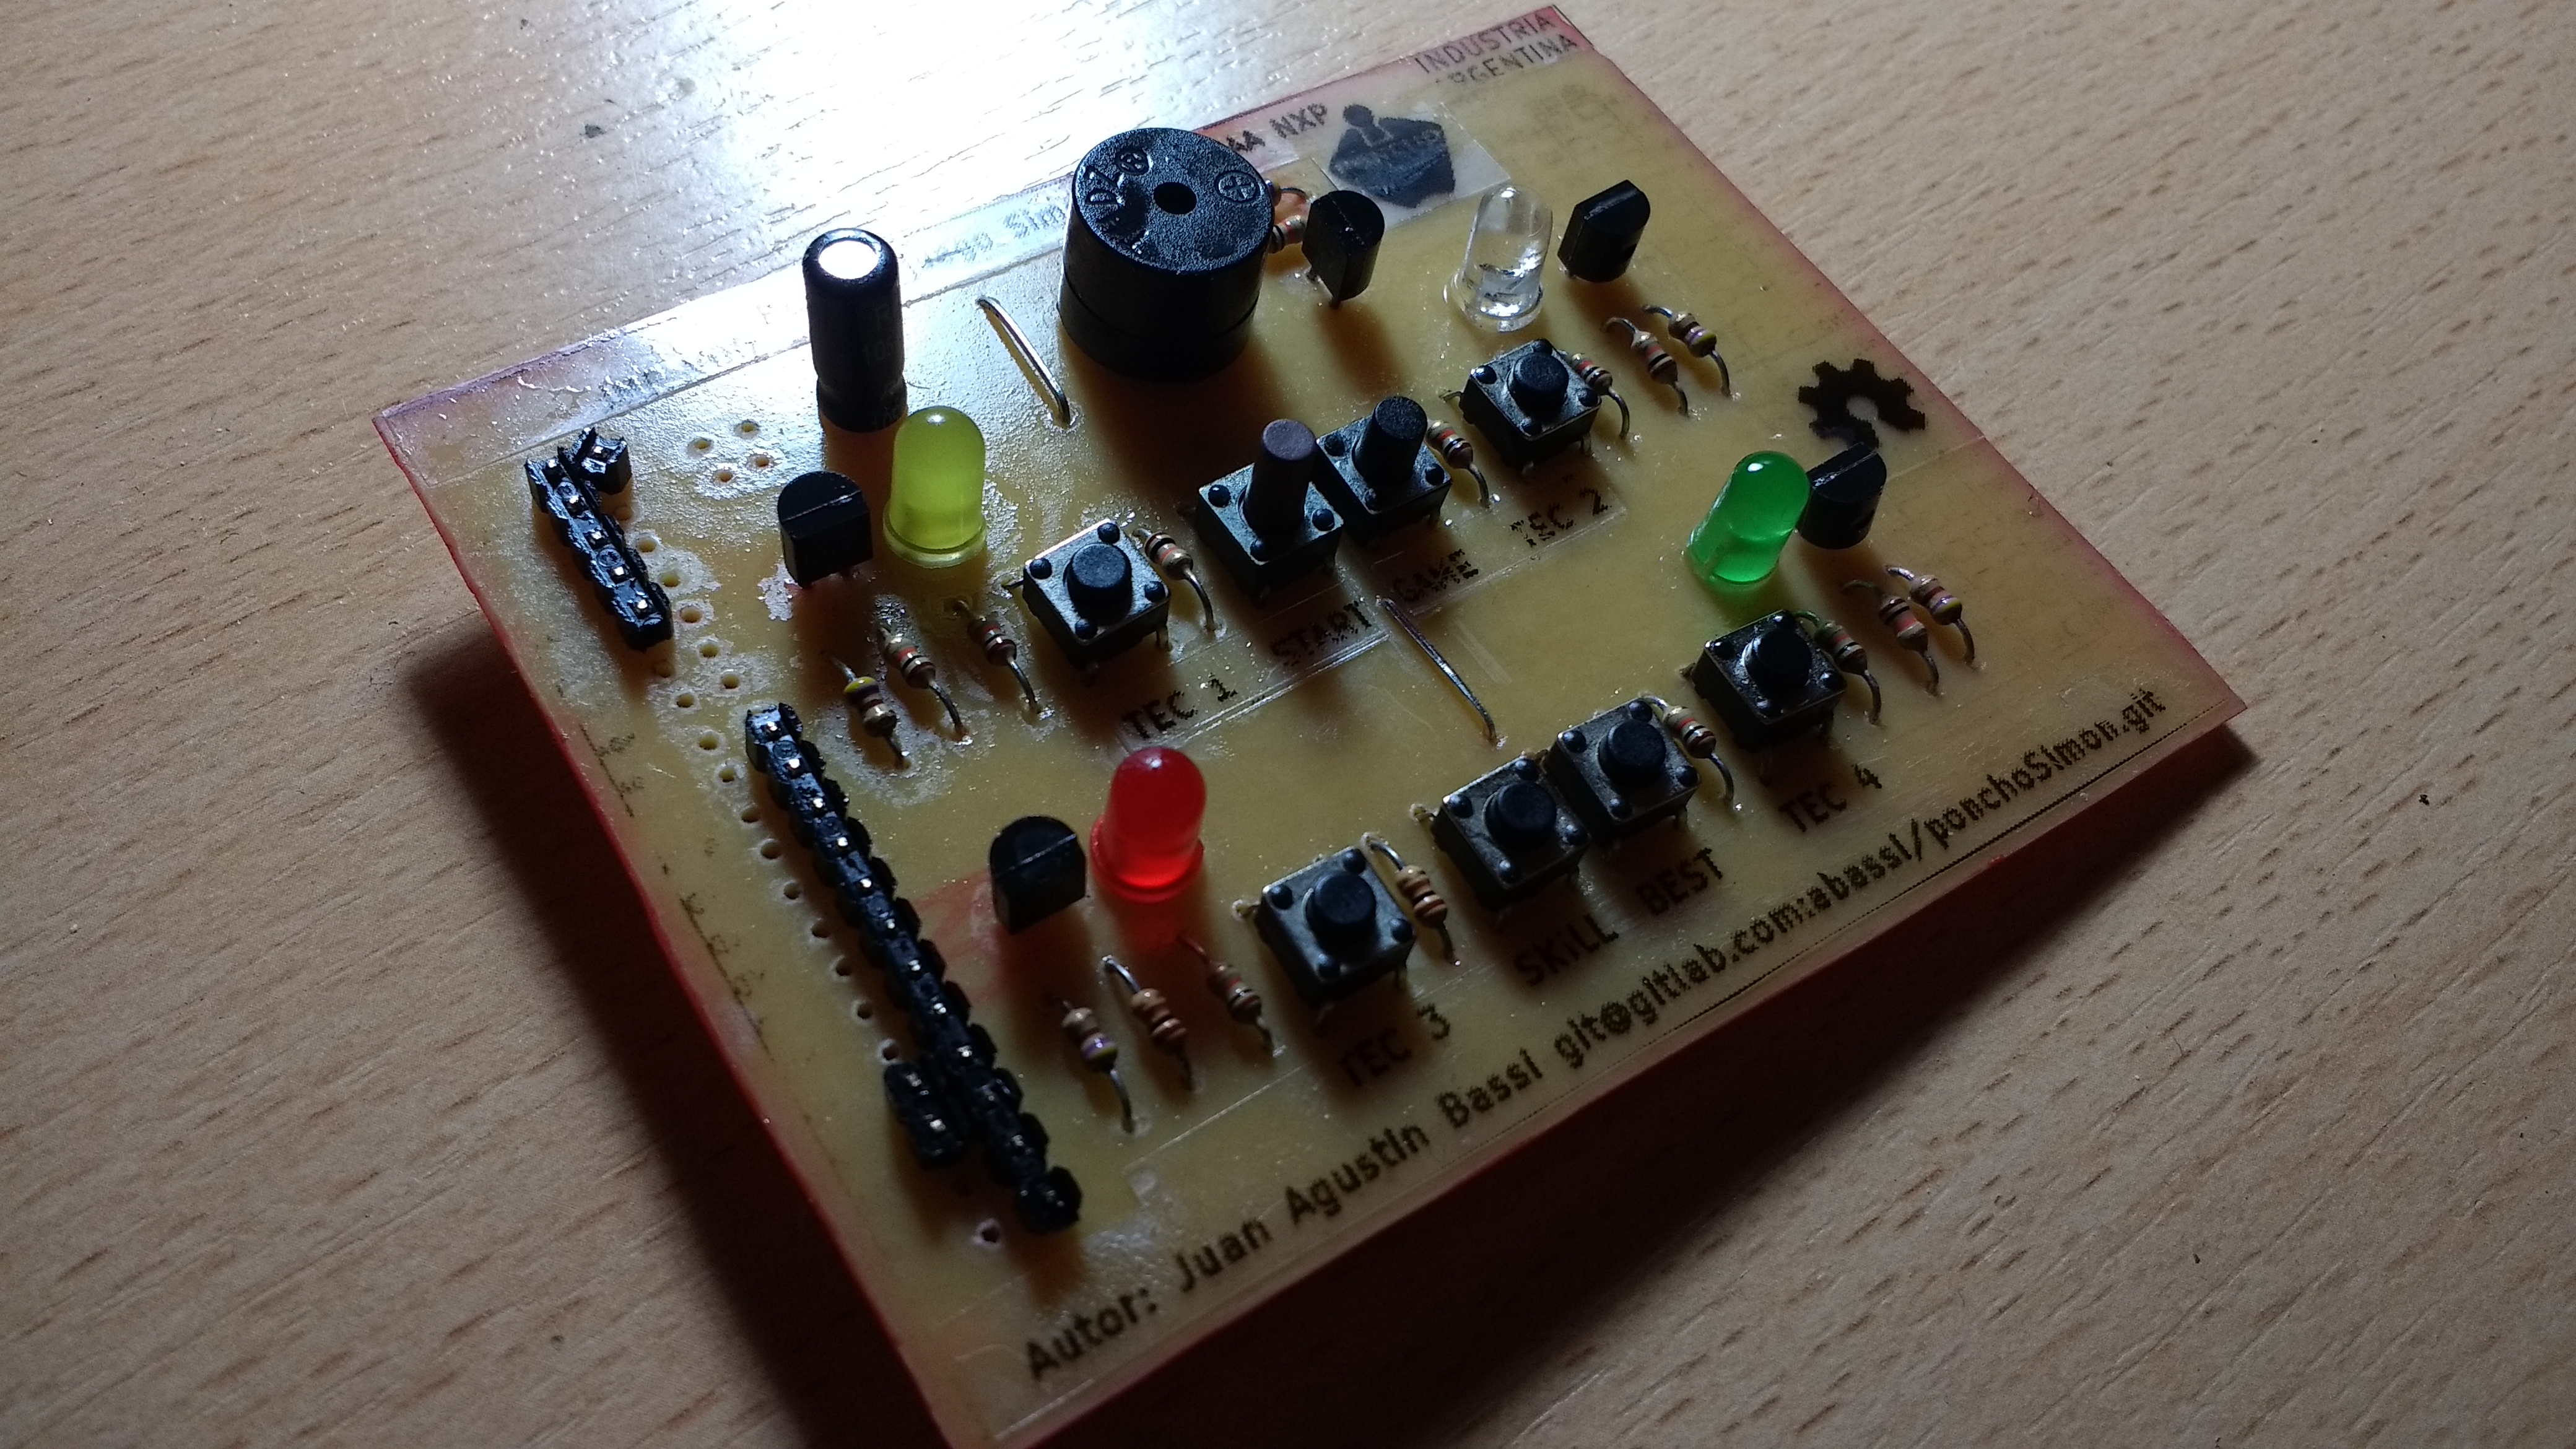 INDUSTRIA
ARGENTINA
NXP
TEC 1
START
GAME
TEC 2
TEC 3
SKILL
BEST
TEC 4
Autor: Juan Agustin Bassi git@gitlab.com:abassi/ponchoSimon.git